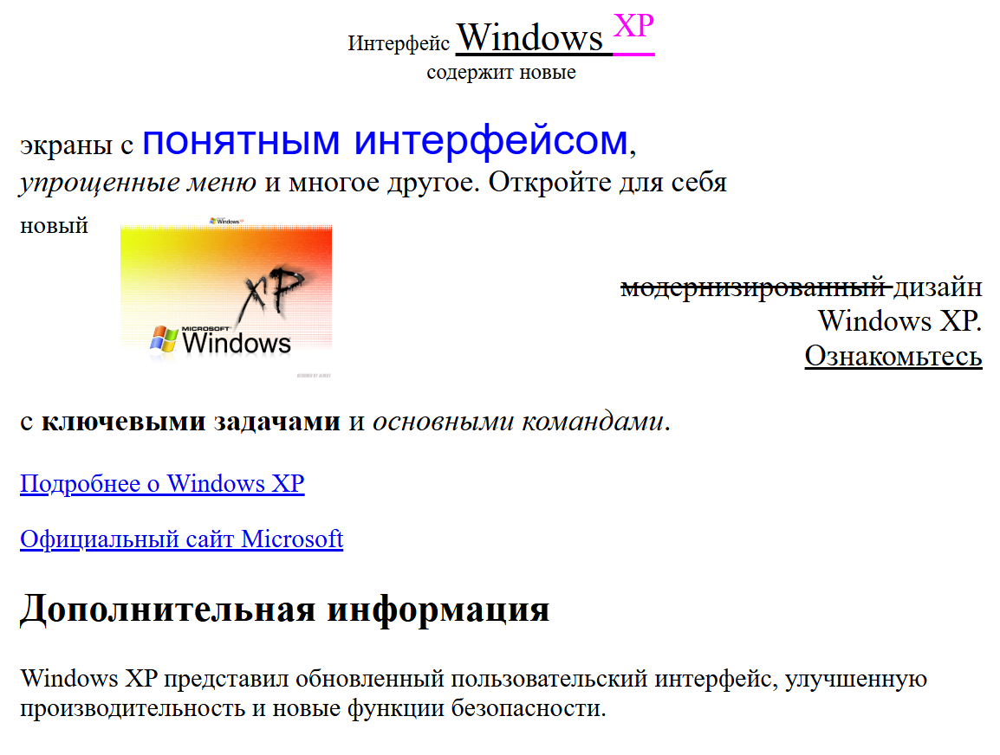 Интерфейс Windows XP
содержит новые
экраны с понятным интерфейсом,
упрощенные меню и многое другое. Откройте для себя
новый
Windows
XP
MICROSOFT
Windows
модернизированный дизайн
Windows XP.
Ознакомьтесь
с ключевыми задачами и основными командами.
Подробнее о Windows XP
Официальный сайт Microsoft
Дополнительная информация
Windows XP представил обновленный пользовательский интерфейс, улучшенную
производительность и новые функции безопасности.